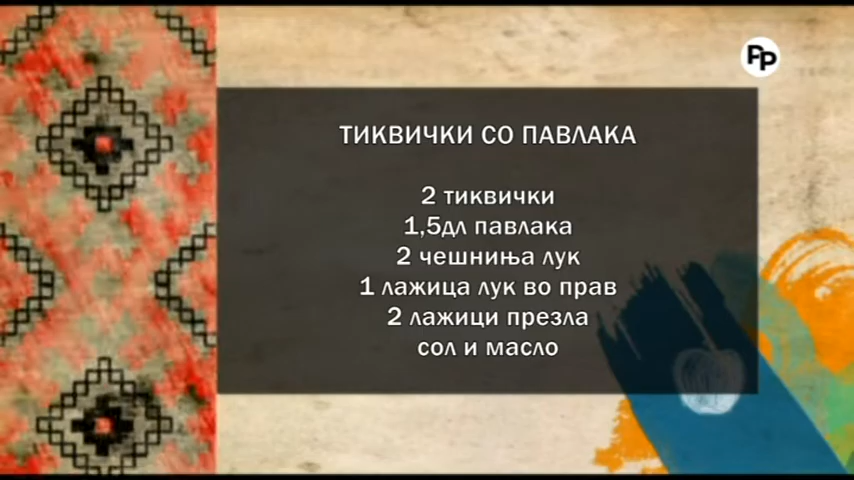 PP
ТИКВИЧКИ СО ПАВЛАКА
2 тиквички
1,5дл павлака
2 чешниња лук
1 лажица лук во прав
2 лажици презла
сол и масло